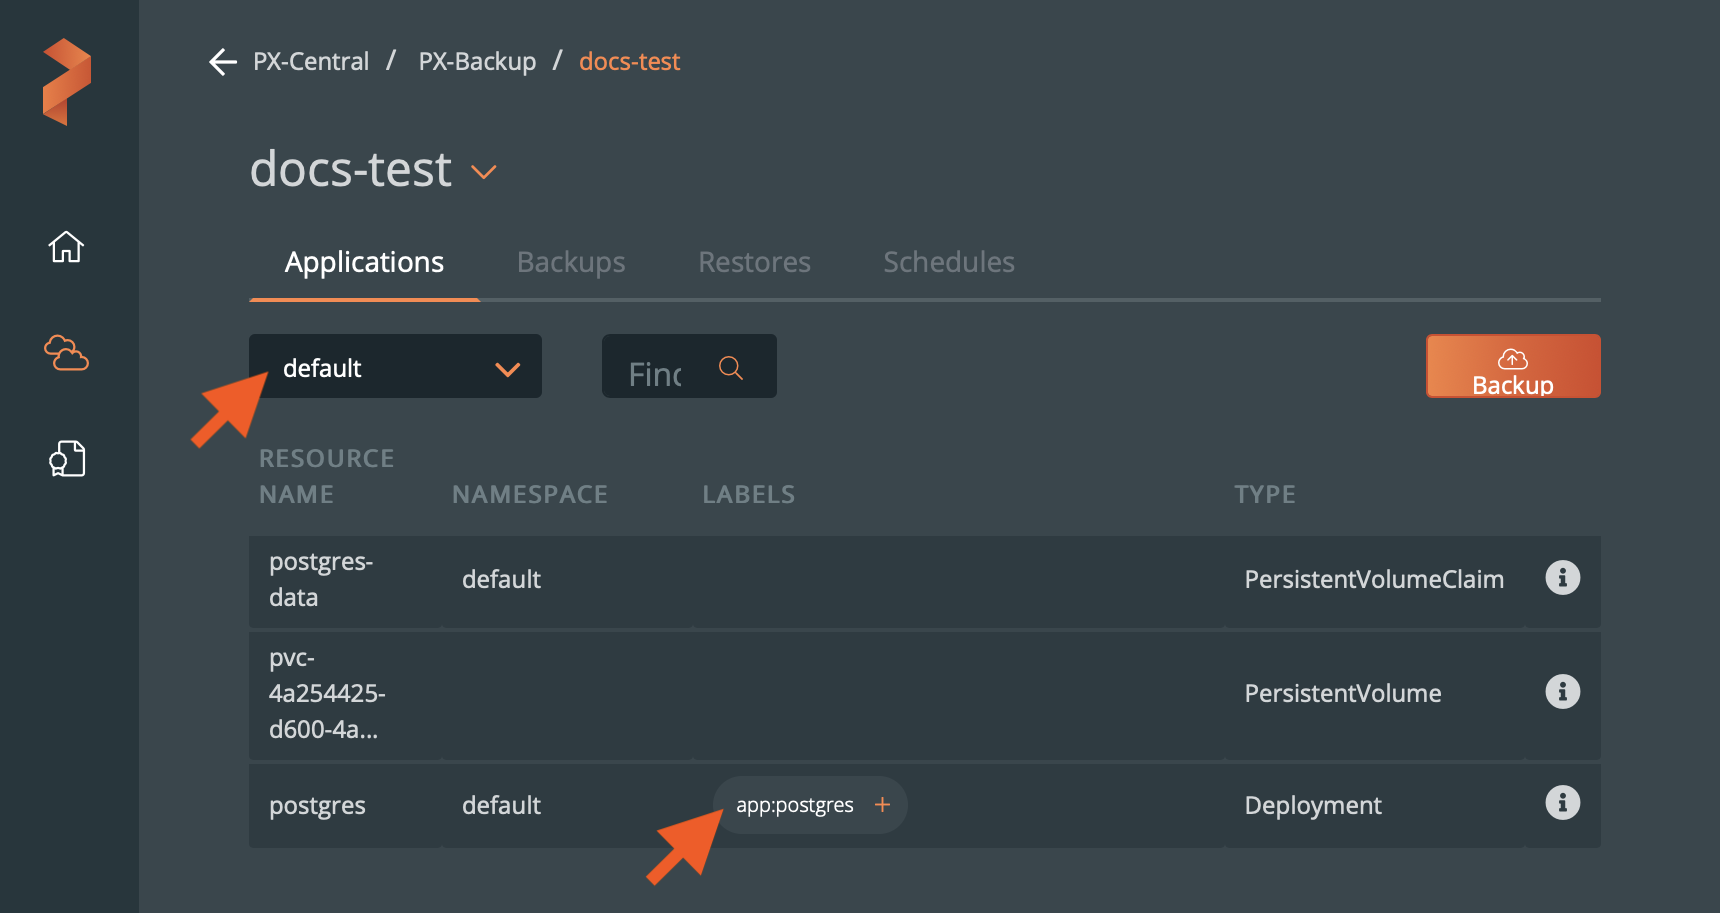 PX-Central / PX-Backup / docs-test
docs-test
Applications Backups Restores Schedules
default
Backup
RESOURCE
NAME NAMESPACE LABELS TYPE
postgres-
data default PersistentVolumeClaim
pvc-
4a254425-
d600-4a... PersistentVolume
postgres default app:postgres + Deployment